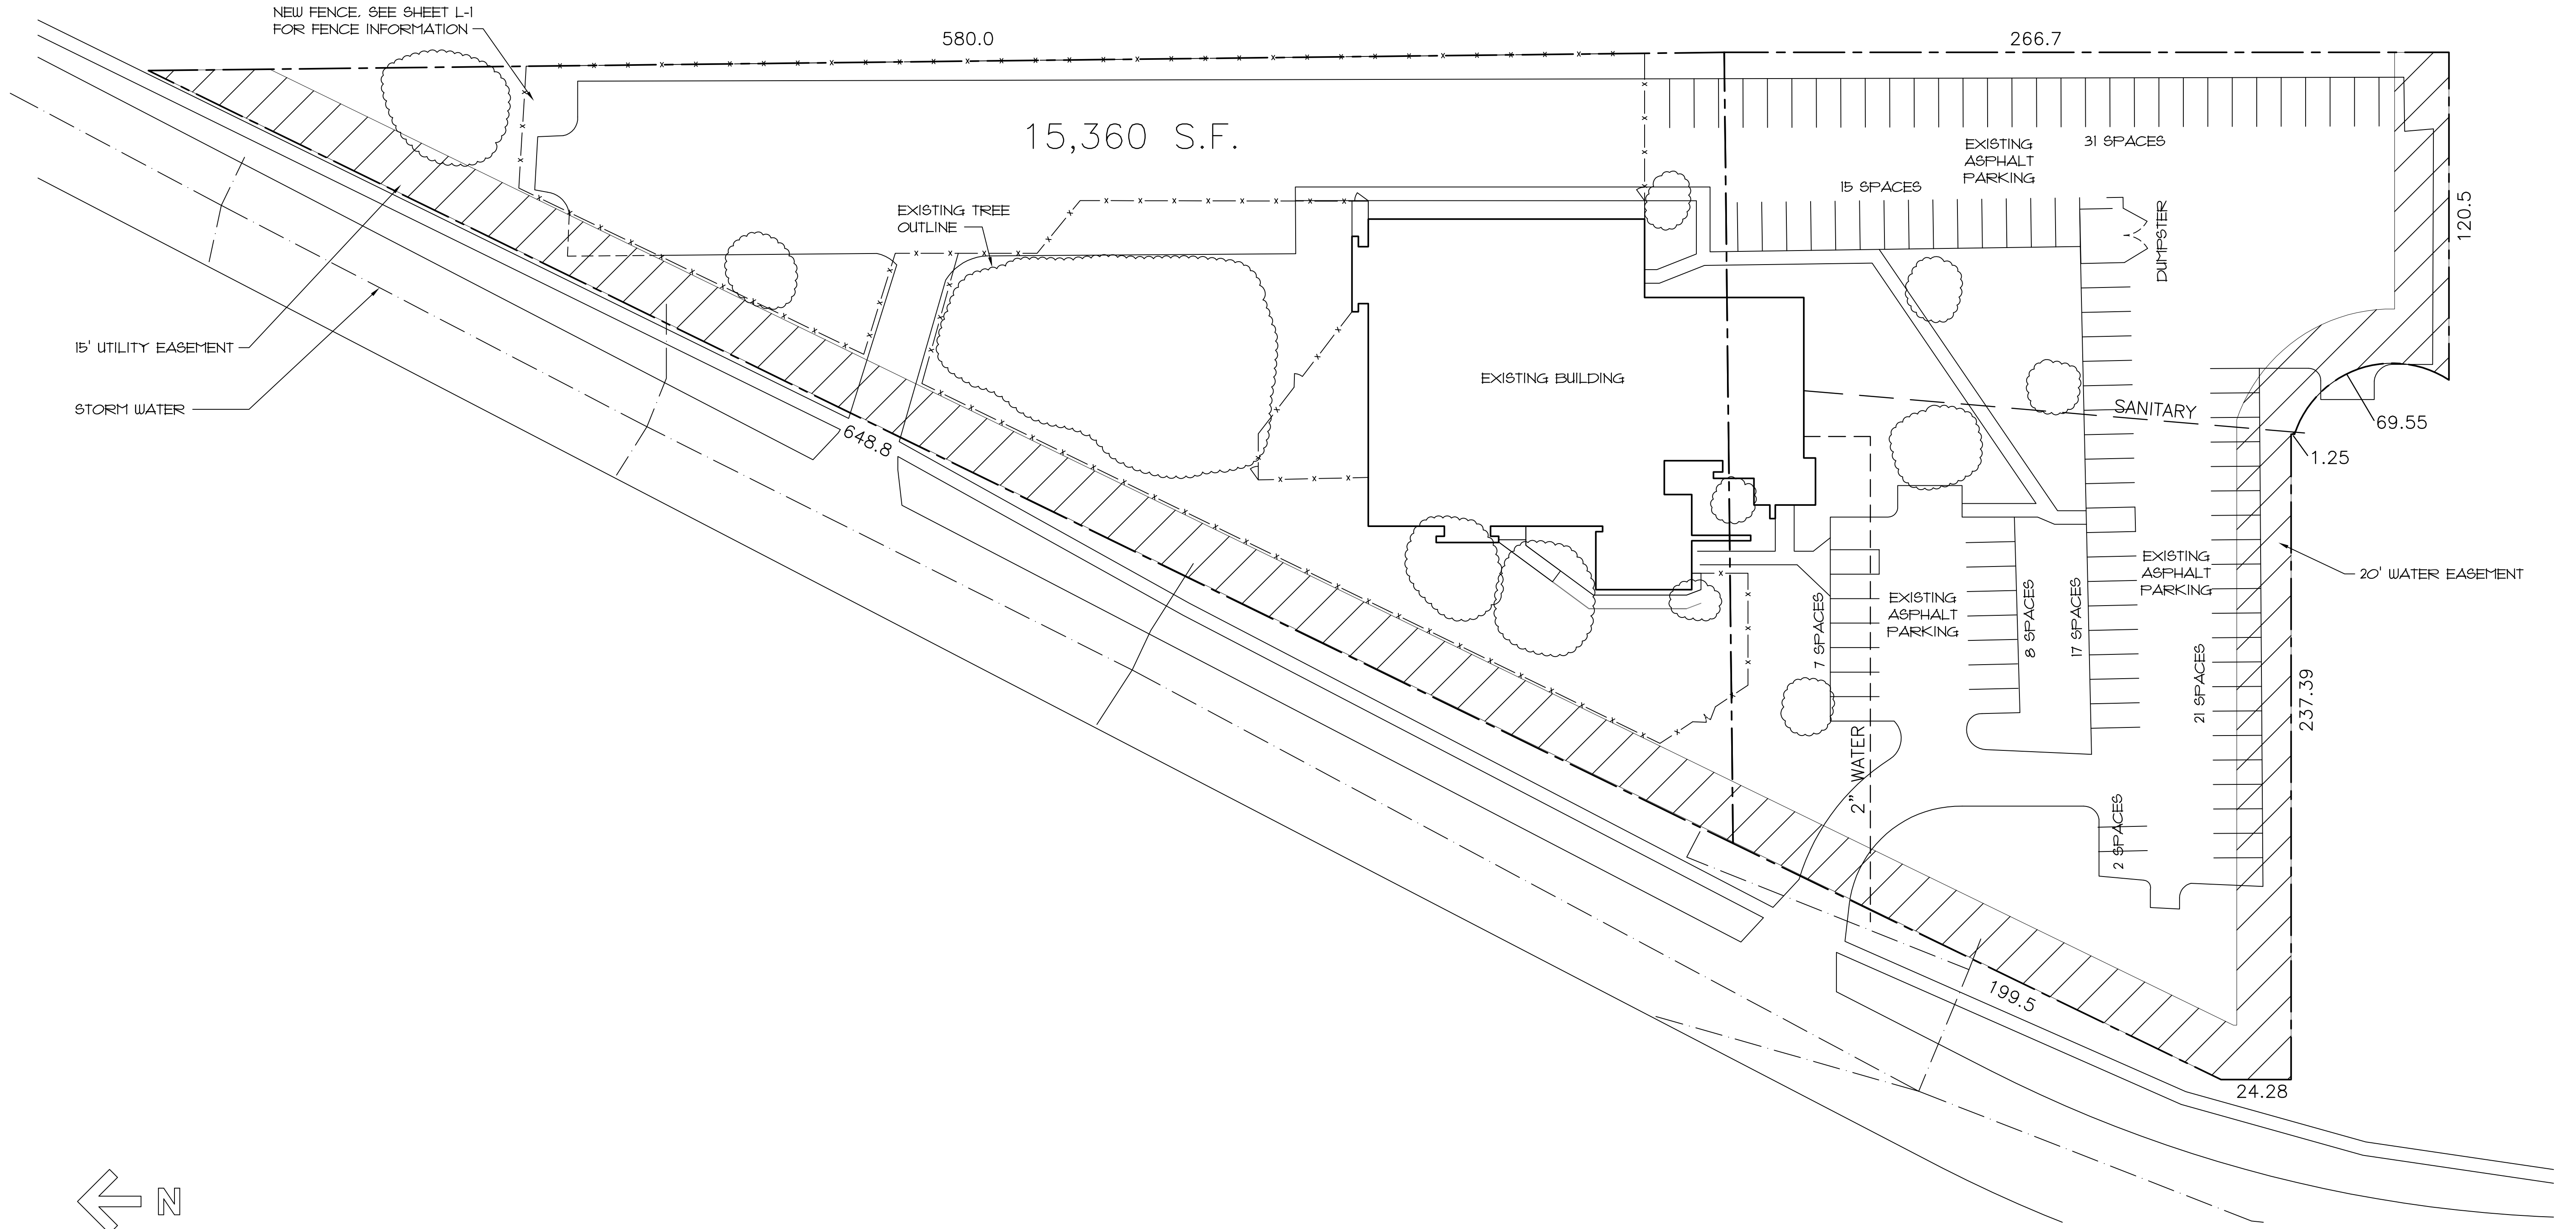 NEW FENCE, SEE SHEET L-1
FOR FENCE INFORMATION
580.0
266.7
15,360 S.F.
31 SPACES
EXISTING
ASPHALT
PARKING
15 SPACES
DUMPSTER
120.5
EXISTING TREE
OUTLINE
15' UTILITY EASEMENT
STORM WATER
648.8
EXISTING BUILDING
SANITARY
69.55
1.25
20' WATER EASEMENT
EXISTING
ASPHALT
PARKING
EXISTING
ASPHALT
PARKING
7 SPACES
8 SPACES
17 SPACES
21 SPACES
237.39
2" WATER
2 SPACES
199.5
24.28
N
x